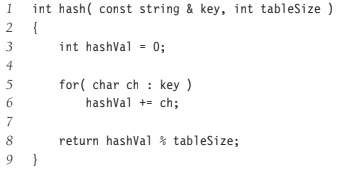 1 int hash( const string & key, int tableSize )
2 {
3     int hashVal = 0;
4
5     for( char ch : key )
6         hashVal += ch;
7
8     return hashVal % tableSize;
9 }